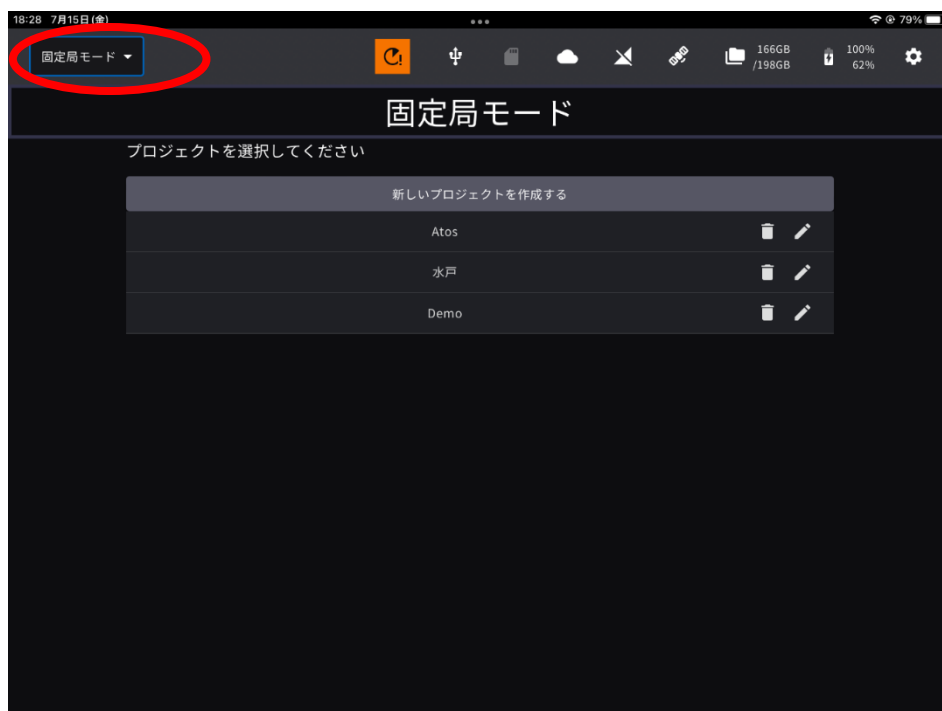 18:28 7月15日(金)
79%
固定局モード
166GB
/198GB
100%
62%
固定局モード
プロジェクトを選択してください
新しいプロジェクトを作成する
Atos
水戸
Demo